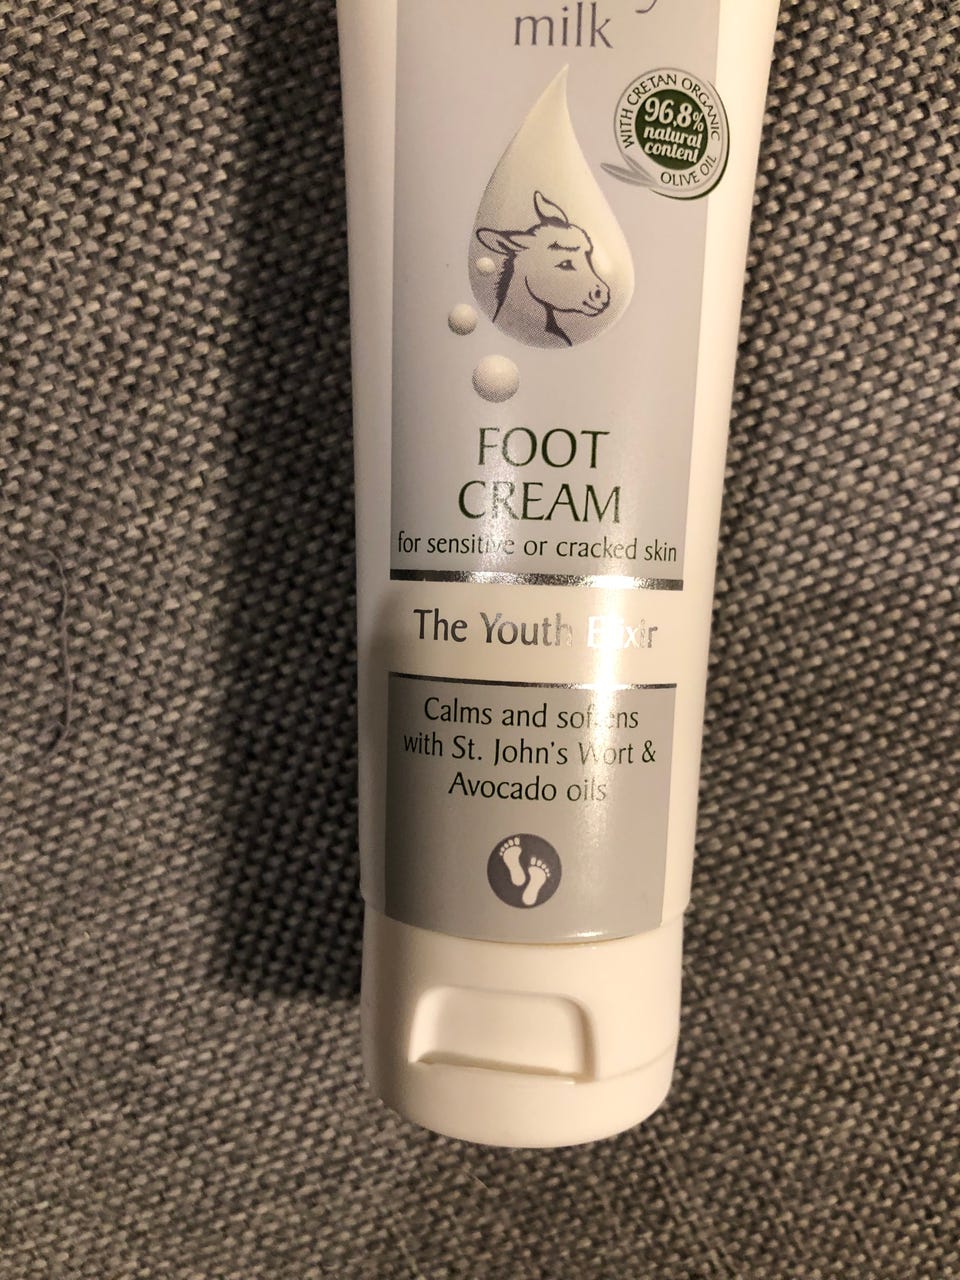 milk
WITH CRETAN ORGANIC
96,8%
natural
content
OLIVE OIL
FOOT
CREAM
for sensitive or cracked skin
The Youth Elixir
Calms and softens
with St. John's Wort &
Avocado oils